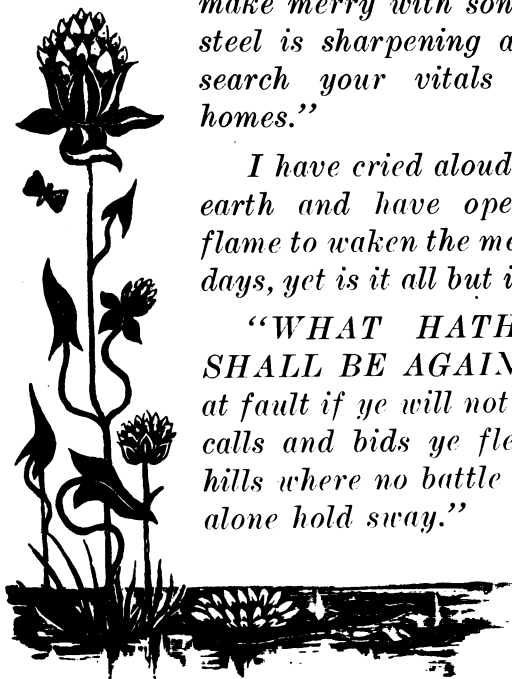 make merry with son
steel is sharpening a
search your vitals
homes.”
I have cried aloud
earth and have ope
flame to waken the me
days, yet is it all but i
“WHAT HATH
SHALL BE AGAIN
at fault if ye will not
calls and bids ye fle
hills where no battle
alone hold sway.”